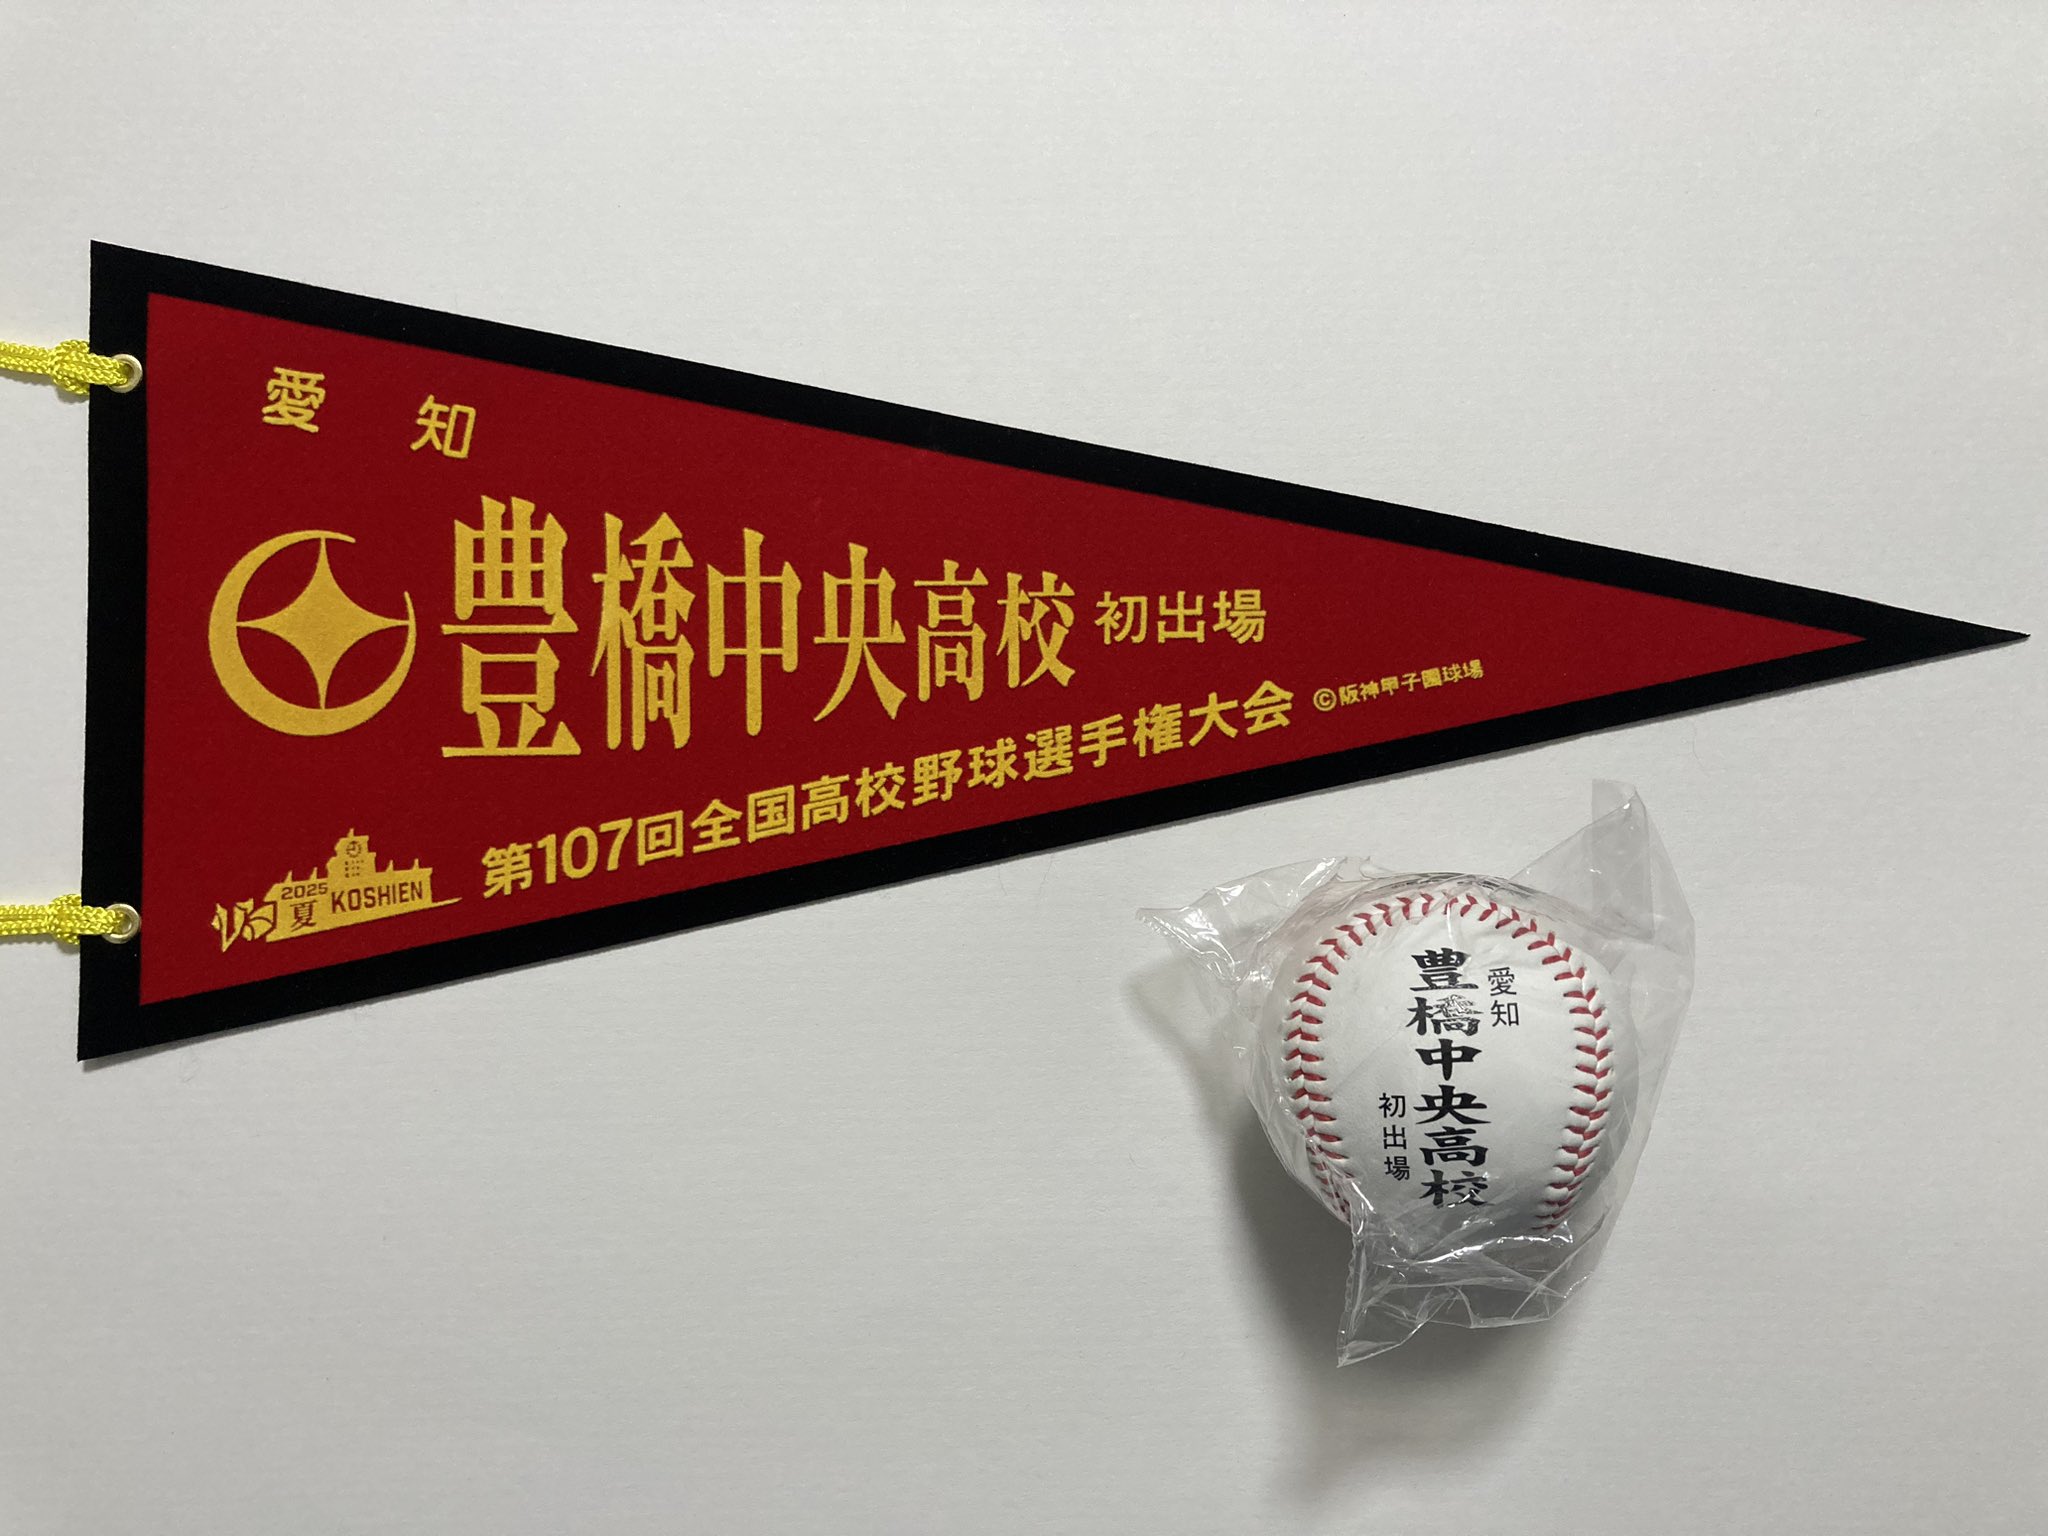 愛知
豊橋中央高校 初出場
第107回全国高校野球選手権大会 ©阪神甲子園球場
2025
夏 KOSHIEN
愛知
豊橋中央高校
初出場